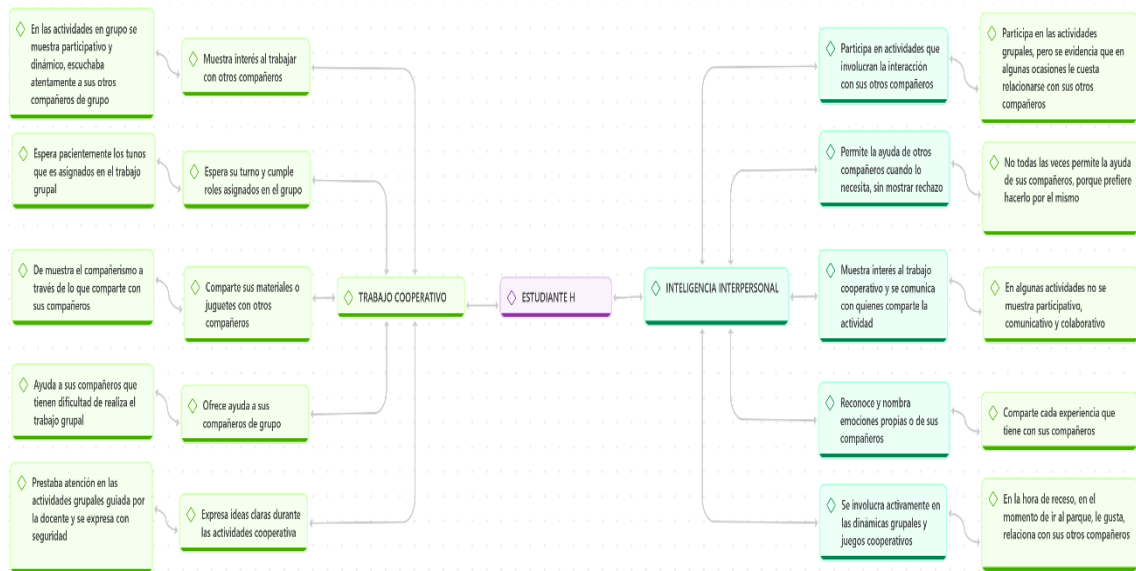 En las actividades en grupo se
muestra participativo y
dinámico, escuchaba
atentamente a sus otros
compañeros de grupo
Muestra interés al trabajar
con otros compañeros
Espera pacientemente los tunos
que es asignados en el trabajo
grupal
Espera su turno y cumple
roles asignados en el grupo
De muestra el compañerismo a
través de lo que comparte con
sus compañeros
Comparte sus materiales o
juguetes con otros
compañeros
Ayuda a sus compañeros que
tienen dificultad de realiza el
trabajo grupal
Ofrece ayuda a sus
compañeros de grupo
Prestaba atención en las
actividades grupales guiada por
la docente y se expresa con
seguridad
Expresa ideas claras durante
las actividades cooperativa
TRABAJO COOPERATIVO
ESTUDIANTE H
INTELIGENCIA INTERPERSONAL
Participa en actividades que
involucran la interacción
con sus otros compañeros
Participa en las actividades
grupales, pero se evidencia que en
algunas ocasiones le cuesta
relacionarse con sus otros
compañeros
Permite la ayuda de otros
compañeros cuando lo
necesita, sin mostrar rechazo
No todas las veces permite la ayuda
de sus compañeros, porque prefiere
hacerlo por el mismo
Muestra interés al trabajo
cooperativo y se comunica
con quienes comparte la
actividad
En algunas actividades no se
muestra participativo,
comunicativo y colaborativo
Reconoce y nombra
emociones propias o de sus
compañeros
Comparte cada experiencia que
tiene con sus compañeros
Se involucra activamente en
las dinámicas grupales y
juegos cooperativos
En la hora de receso, en el
momento de ir al parque, le gusta,
relaciona con sus otros compañeros